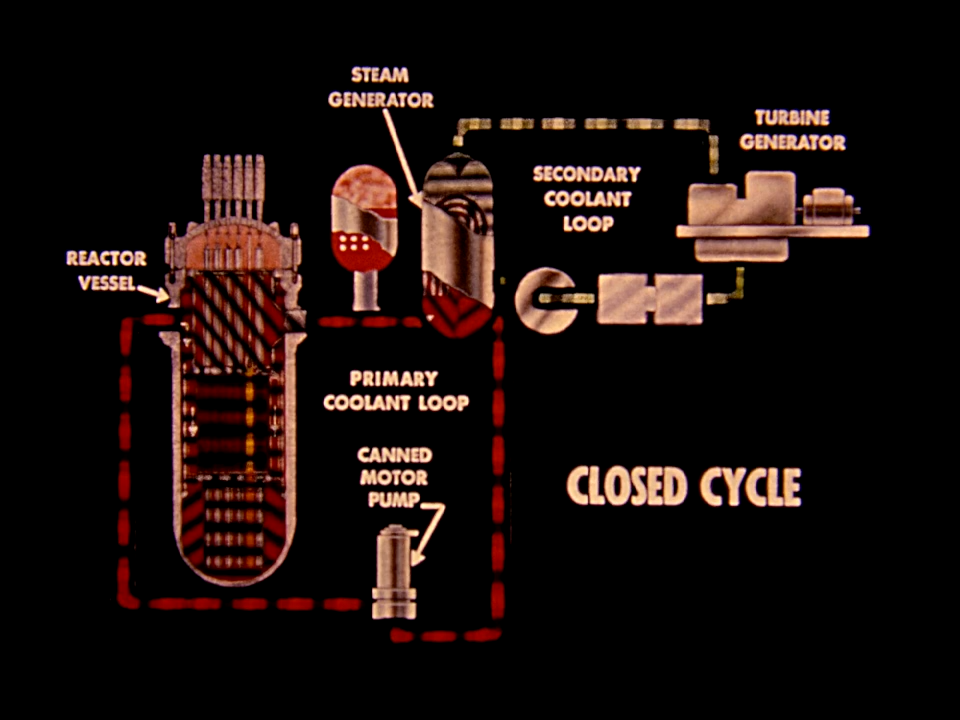 STEAM
GENERATOR
TURBINE
GENERATOR
SECONDARY
COOLANT
LOOP
REACTOR
VESSEL
PRIMARY
COOLANT LOOP
CANNED
MOTOR
PUMP
CLOSED CYCLE